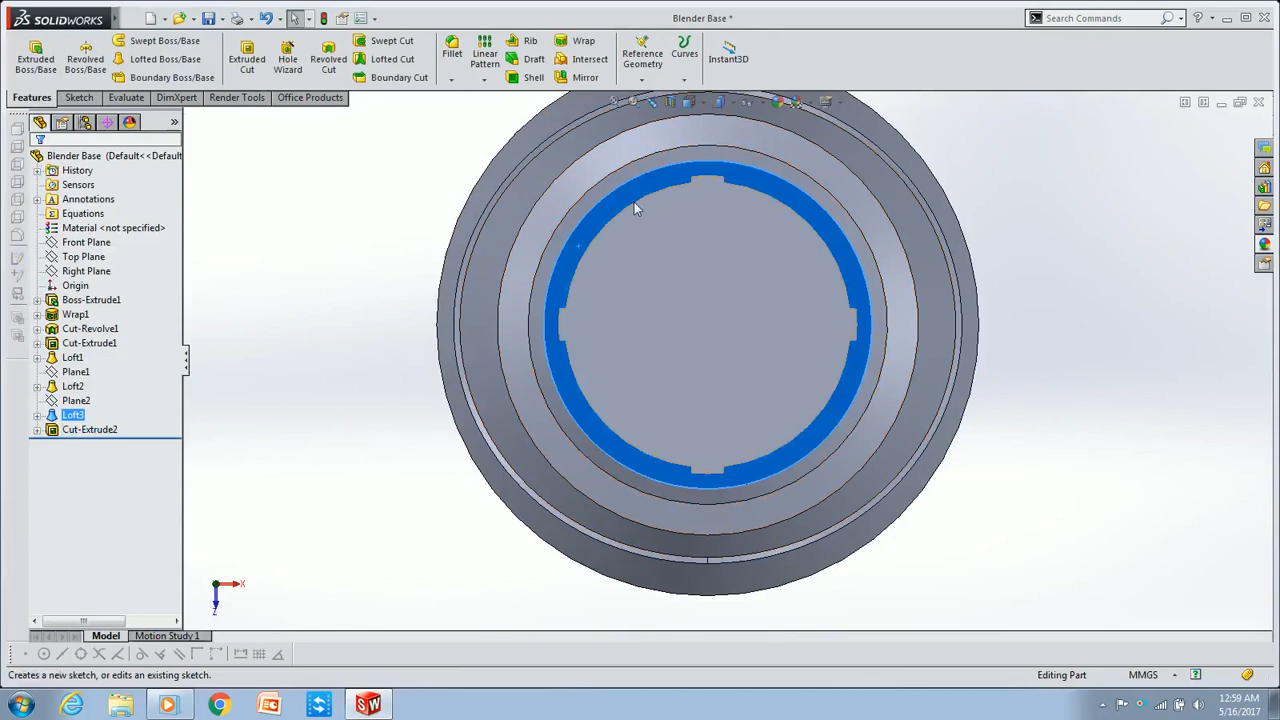 SOLIDWORKS
Blender Base *
Search Commands
Extruded Boss/Base
Revolved Boss/Base
Swept Boss/Base
Lofted Boss/Base
Boundary Boss/Base
Extruded Cut
Hole Wizard
Revolved Cut
Swept Cut
Lofted Cut
Boundary Cut
Fillet
Linear Pattern
Rib
Draft
Shell
Wrap
Intersect
Mirror
Reference Geometry
Curves
Instant3D
Features
Sketch
Evaluate
DimXpert
Render Tools
Office Products
Blender Base (Default<<Default
History
Sensors
Annotations
Equations
Material <not specified>
Front Plane
Top Plane
Right Plane
Origin
Boss-Extrude1
Wrap1
Cut-Revolve1
Cut-Extrude1
Loft1
Plane1
Loft2
Plane2
Loft3
Cut-Extrude2
X
Z
Model
Motion Study 1
Creates a new sketch, or edits an existing sketch.
Editing Part
MMGS
12:59 AM
5/16/2017